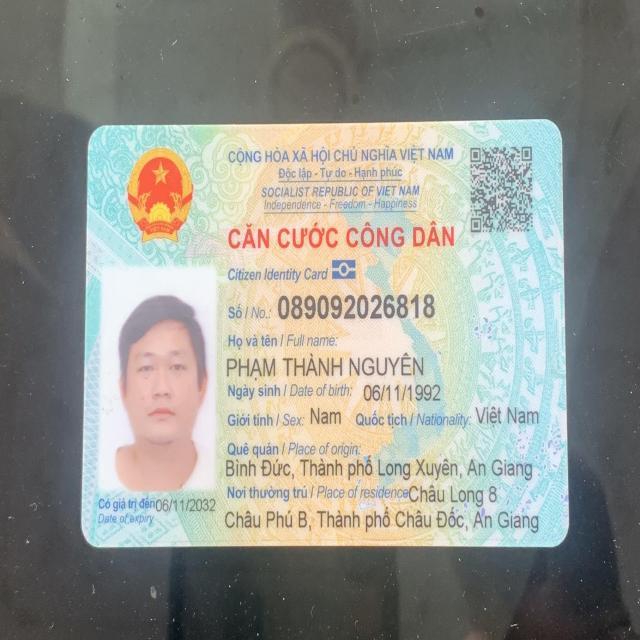 CỘNG HÒA XÃ HỘI CHỦ NGHĨA VIỆT NAM
Độc lập - Tự do - Hạnh phúc
SOCIALIST REPUBLIC OF VIET NAM
Independence - Freedom - Happiness
CĂN CƯỚC CÔNG DÂN
Citizen Identity Card
Số / No.: 089092026818
Họ và tên / Full name:
PHẠM THÀNH NGUYÊN
Ngày sinh / Date of birth: 06/11/1992
Giới tính / Sex: Nam Quốc tịch / Nationality: Việt Nam
Quê quán / Place of origin:
Bình Đức, Thành phố Long Xuyên, An Giang
Nơi thường trú / Place of residence Châu Long 8
Châu Phú B, Thành phố Châu Đốc, An Giang
Có giá trị đến 06/11/2032
Date of expiry